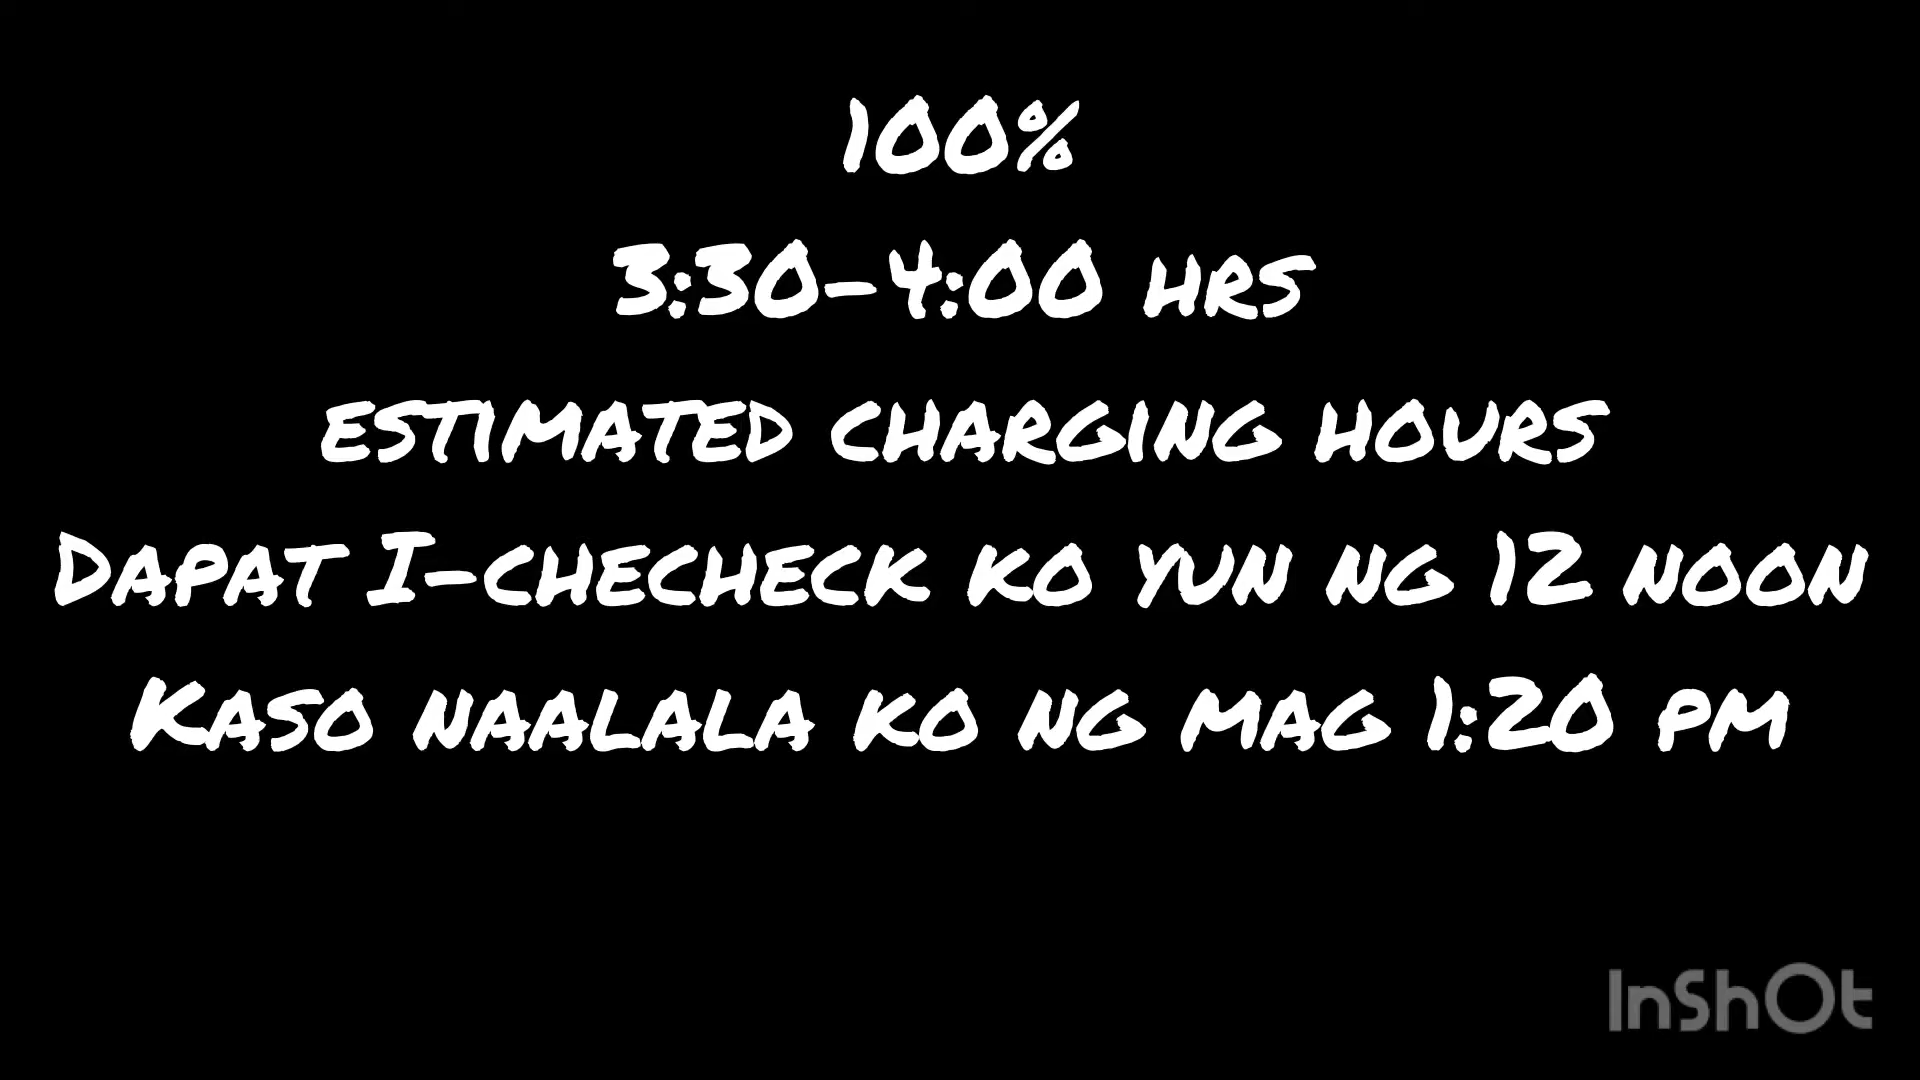 100%
3:30-4:00 hrs
estimated charging hours
Dapat I-checheck ko yun ng 12 noon
Kaso naalala ko ng mag 1:20 pm
InShOt